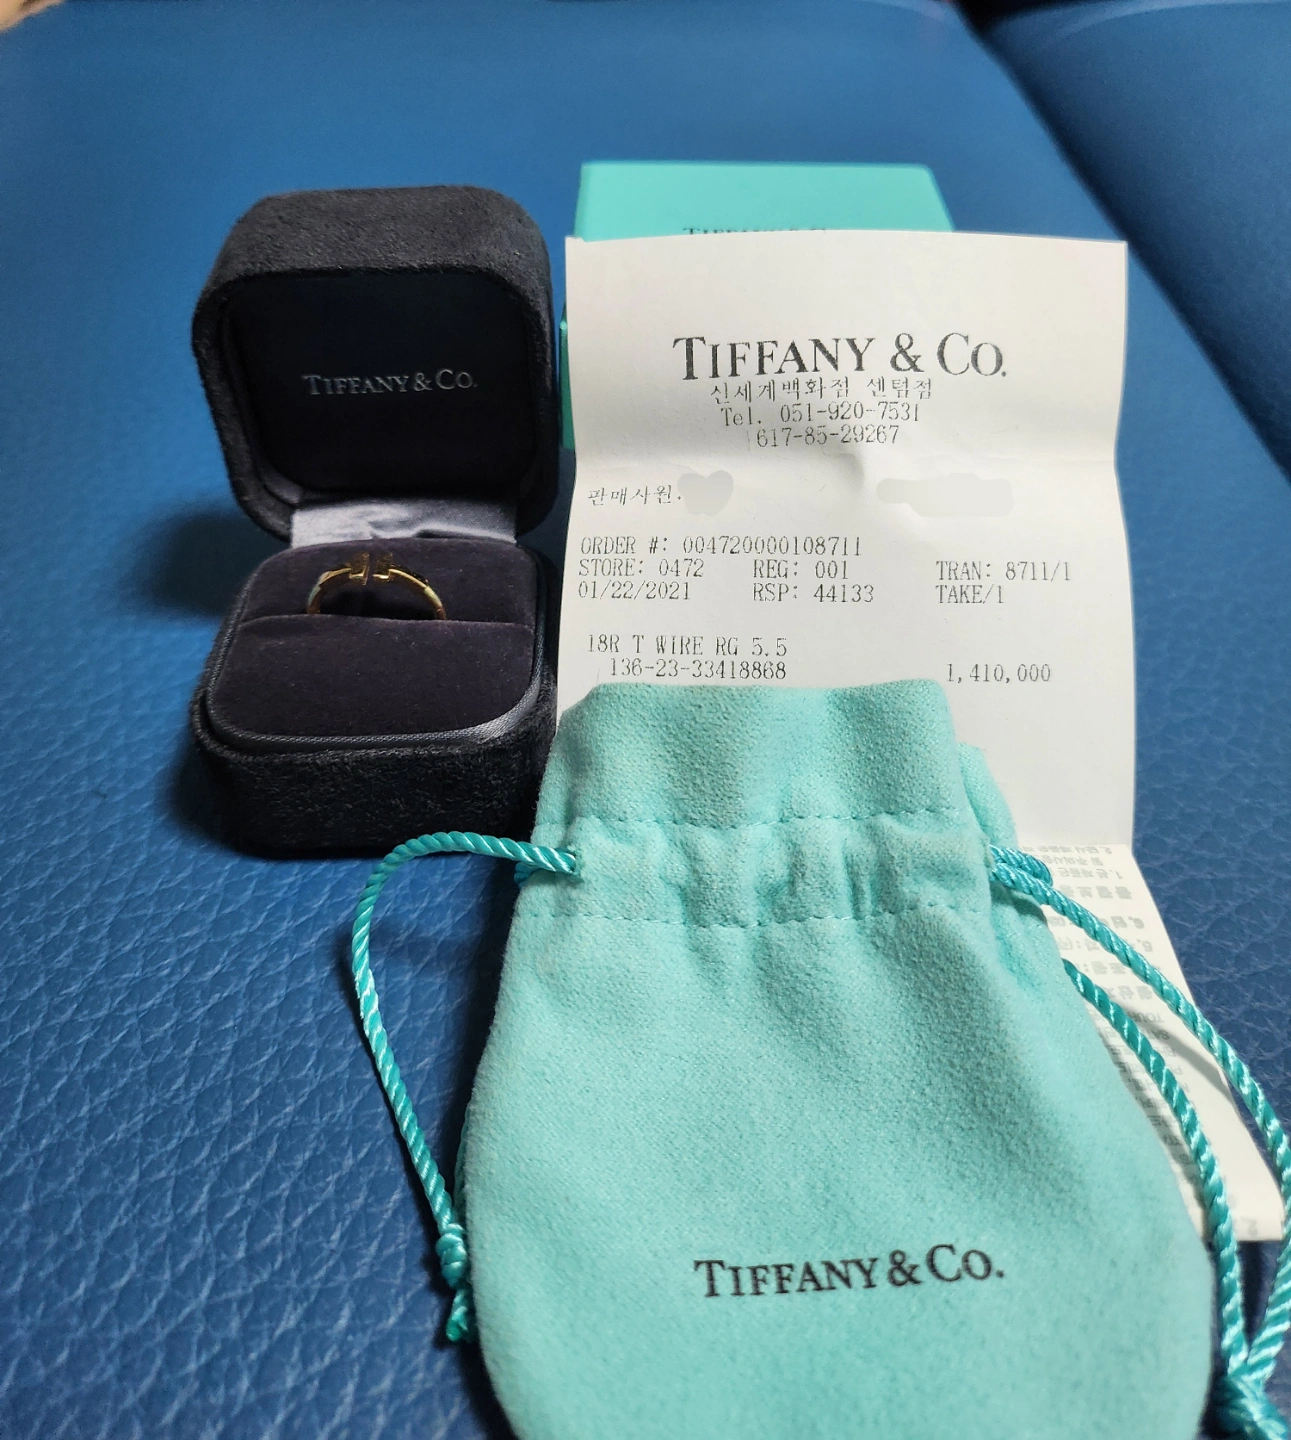 TIFFANY & CO.
TIFFANY & CO.
신세계백화점 센텀점
Tel. 051-920-7531
617-85-29267
판매사원.
ORDER #: 004720000108711
STORE: 0472 REG: 001 TRAN: 8711/1
01/22/2021 RSP: 44133 TAKE/1
18R T WIRE RG 5.5
136-23-33418868 1,410,000
TIFFANY & CO.